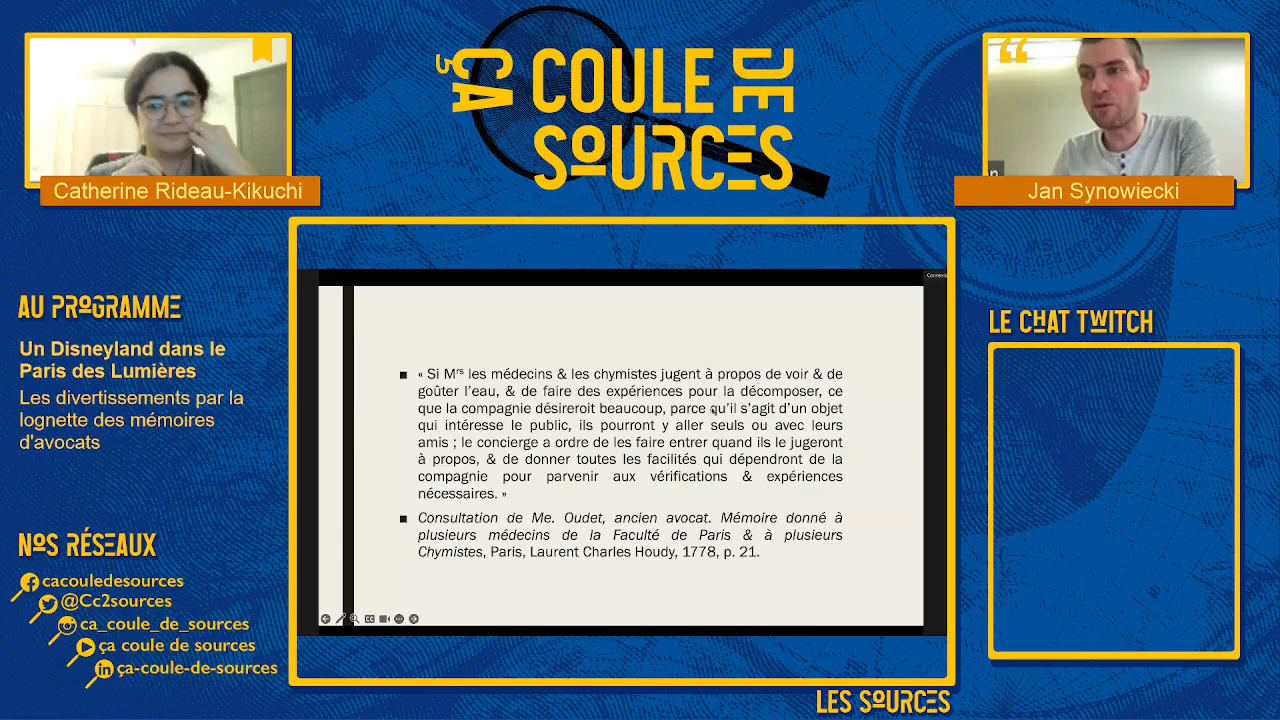 ÇA COULE DE
SOURCES
Catherine Rideau-Kikuchi
Jan Synowiecki
AU PROGRAMME
Un Disneyland dans le
Paris des Lumières
Les divertissements par la
lognette des mémoires
d'avocats
NOS RÉSEAUX
cacouledesources
@Cc2sources
ca_coule_de_sources
ça coule de sources
ça-coule-de-sources
« Si Mrs les médecins & les chymistes jugent à propos de voir & de
goûter l’eau, & de faire des expériences pour la décomposer, ce
que la compagnie désireroit beaucoup, parce qu’il s’agit d’un objet
qui intéresse le public, ils pourront y aller seuls ou avec leurs
amis ; le concierge a ordre de les faire entrer quand ils le jugeront
à propos, & de donner toutes les facilités qui dépendront de la
compagnie pour parvenir aux vérifications & expériences
nécessaires. »
Consultation de Me. Oudet, ancien avocat. Mémoire donné à
plusieurs médecins de la Faculté de Paris & à plusieurs
Chymistes, Paris, Laurent Charles Houdy, 1778, p. 21.
LE CHAT TWITCH
LES SOURCES